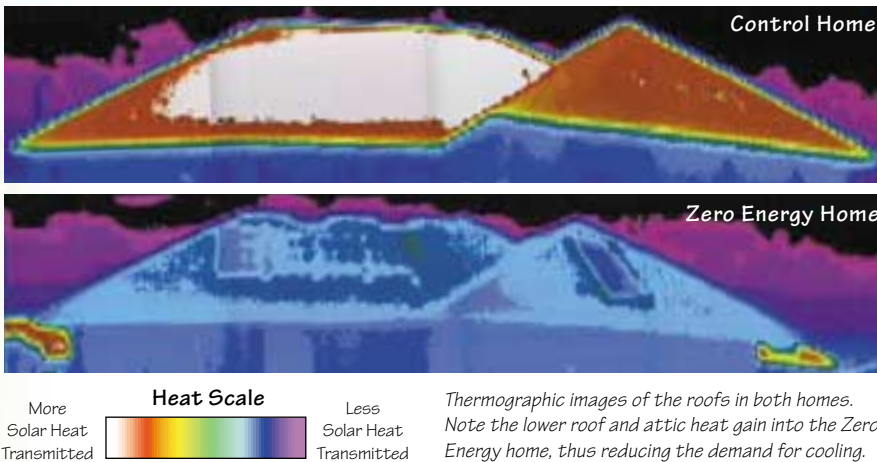 Control Home
Zero Energy Home
Heat Scale
More
Solar Heat
Transmitted
Less
Solar Heat
Transmitted
Thermographic images of the roofs in both homes.
Note the lower roof and attic heat gain into the Zero
Energy home, thus reducing the demand for cooling.